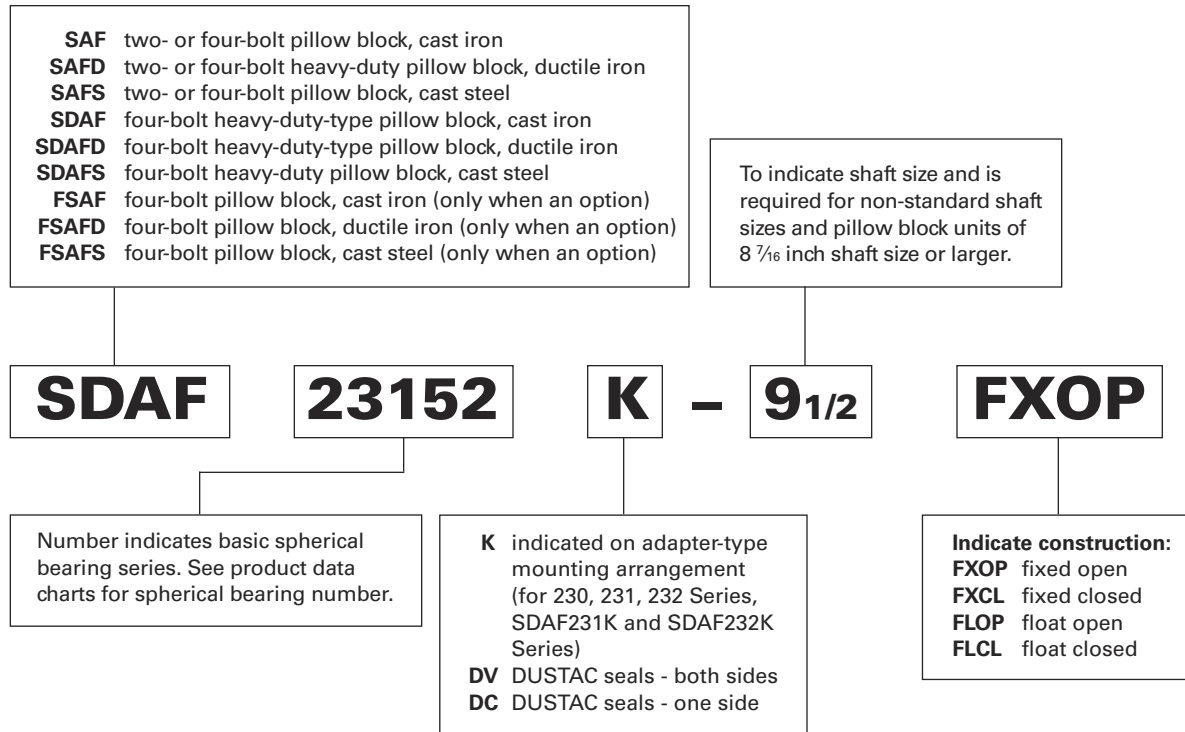 SAF two- or four-bolt pillow block, cast iron
SAFD two- or four-bolt heavy-duty pillow block, ductile iron
SAFS two- or four-bolt pillow block, cast steel
SDAF four-bolt heavy-duty-type pillow block, cast iron
SDAFD four-bolt heavy-duty-type pillow block, ductile iron
SDAFS four-bolt heavy-duty pillow block, cast steel
FSAF four-bolt pillow block, cast iron (only when an option)
FSAFD four-bolt pillow block, ductile iron (only when an option)
FSAFS four-bolt pillow block, cast steel (only when an option)
To indicate shaft size and is
required for non-standard shaft
sizes and pillow block units of
8 7/16 inch shaft size or larger.
SDAF 23152 K – 9 1/2 FXOP
Number indicates basic spherical
bearing series. See product data
charts for spherical bearing number.
K indicated on adapter-type
mounting arrangement
(for 230, 231, 232 Series,
SDAF231K and SDAF232K
Series)
DV DUSTAC seals - both sides
DC DUSTAC seals - one side
Indicate construction:
FXOP fixed open
FXCL fixed closed
FLOP float open
FLCL float closed